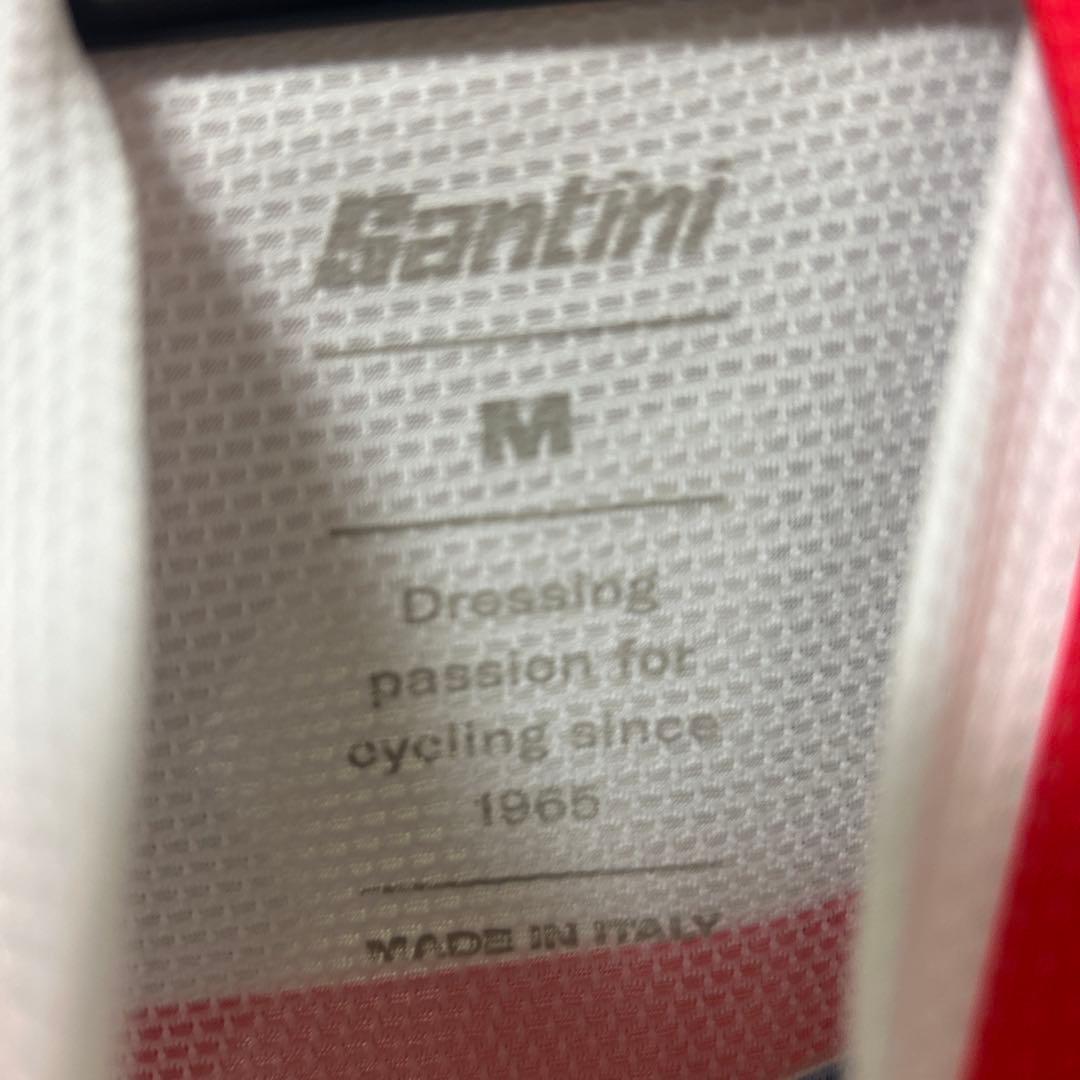 Santini
M
Dressing
passion for
cycling since
1965
MADE IN ITALY